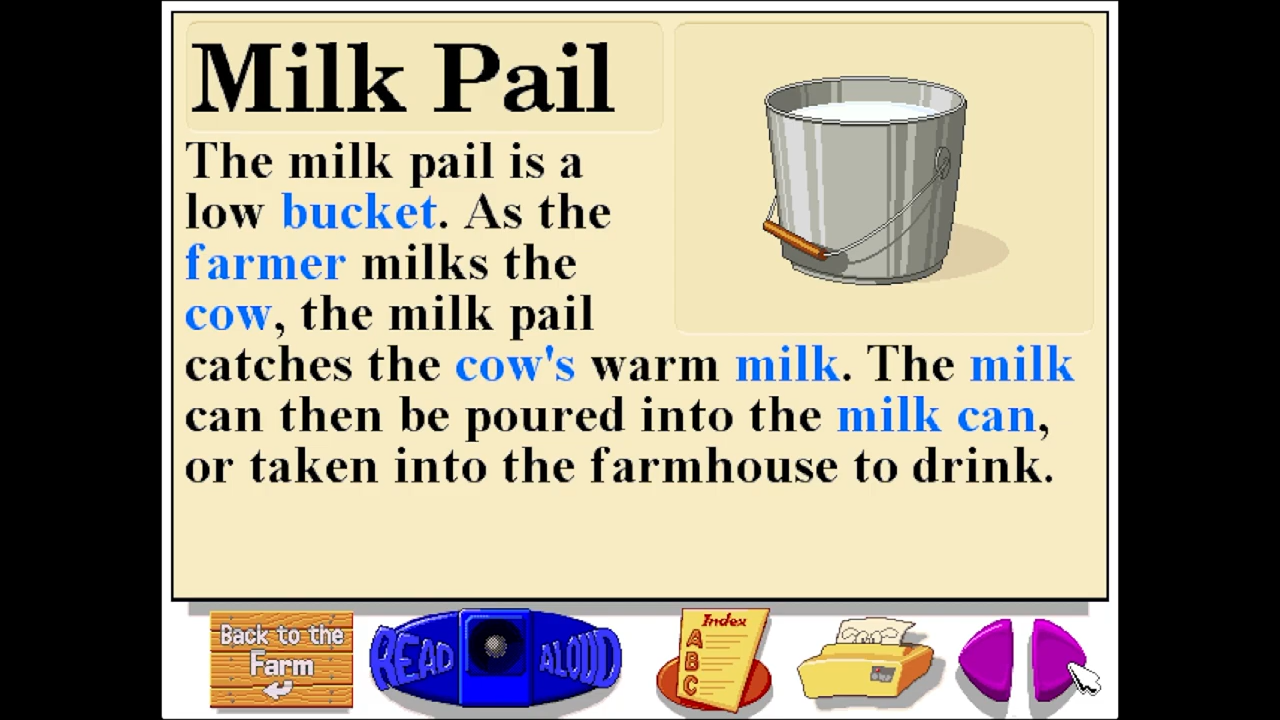 Milk Pail
The milk pail is a
low bucket. As the
farmer milks the
cow, the milk pail
catches the cow's warm milk. The milk
can then be poured into the milk can,
or taken into the farmhouse to drink.
Back to the
Farm
READ ALOUD
Index
A
B
C